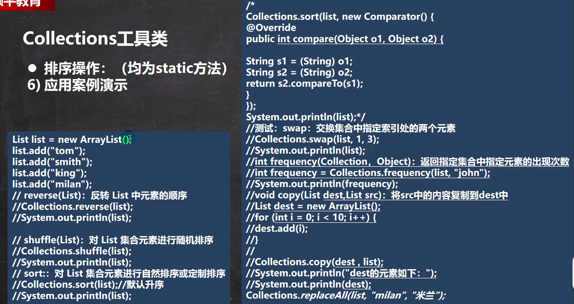 Collections工具类
● 排序操作：（均为static方法）
6) 应用案例演示
List list = new ArrayList();
list.add("tom");
list.add("smith");
list.add("king");
list.add("milan");
// reverse(List)：反转 List 中元素的顺序
//Collections.reverse(list);
//System.out.println(list);
// shuffle(List)：对 List 集合元素进行随机排序
//Collections.shuffle(list);
//System.out.println(list);
// sort:：对 List 集合元素进行自然排序或定制排序
//Collections.sort(list);//默认升序
//System.out.println(list);
/*
Collections.sort(list, new Comparator() {
@Override
public int compare(Object o1, Object o2) {
String s1 = (String) o1;
String s2 = (String) o2;
return s2.compareTo(s1);
}
});
System.out.println(list);*/
//测试：swap：交换集合中指定索引处的两个元素
//Collections.swap(list, 1, 3);
//System.out.println(list);
//int frequency(Collection，Object)：返回指定集合中指定元素的出现次数
//int frequency = Collections.frequency(list, "john");
//System.out.println(frequency);
//void copy(List dest,List src)：将src中的内容复制到dest中
//List dest = new ArrayList();
//for (int i = 0; i < 10; i++) {
//dest.add(i);
//}
//
//Collections.copy(dest , list);
//System.out.println("dest的元素如下：");
//System.out.println(dest);
Collections.replaceAll(list, "milan", "米兰");